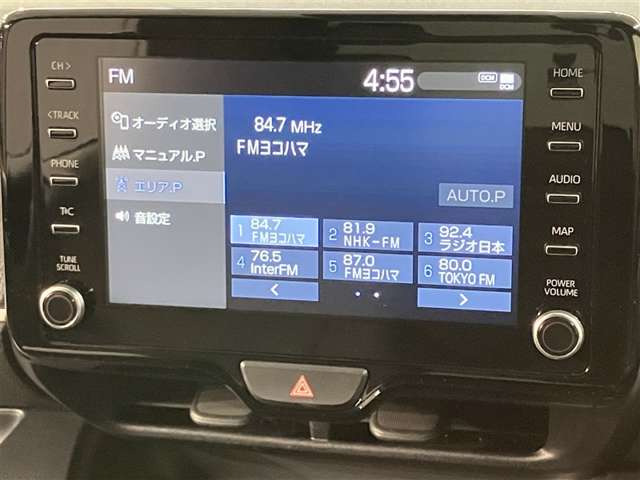 CH >
< TRACK
PHONE
T^C
TUNE
SCROLL
FM
4:55
DCM
DCM
オーディオ選択
マニュアル.P
エリア.P
音設定
84.7 MHz
FMヨコハマ
AUTO.P
1 84.7 FMヨコハマ
2 81.9 NHK-FM
3 92.4 ラジオ日本
4 76.5 InterFM
5 87.0 FMヨコハマ
6 80.0 TOKYO FM
<
>
HOME
MENU
AUDIO
MAP
POWER
VOLUME